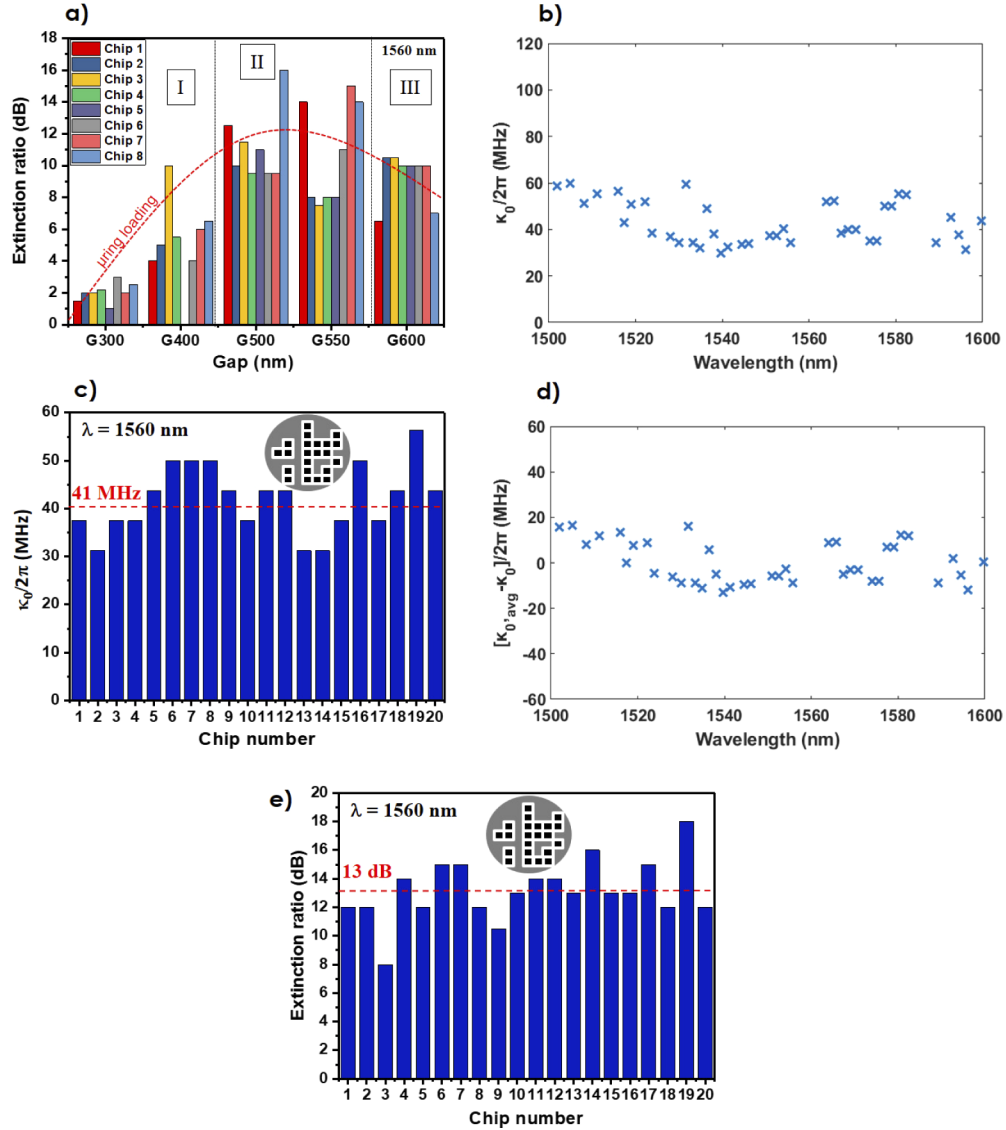 a)
18
16
14
12
10
8
6
4
2
0
Extinction ratio (dB)
Chip 1
Chip 2
Chip 3
Chip 4
Chip 5
Chip 6
Chip 7
Chip 8
I
II
III
1560 nm
μring loading
G300 G400 G500 G550 G600
Gap (nm)
b)
120
100
80
60
40
20
0
κ₀/2π (MHz)
1500 1520 1540 1560 1580 1600
Wavelength (nm)
c)
60
50
40
30
20
10
0
κ₀/2π (MHz)
λ = 1560 nm
41 MHz
1 2 3 4 5 6 7 8 9 10 11 12 13 14 15 16 17 18 19 20
Chip number
d)
60
40
20
0
-20
-40
-60
[κ₀,avg-κ₀]/2π (MHz)
1500 1520 1540 1560 1580 1600
Wavelength (nm)
e)
20
18
16
14
12
10
8
6
4
2
0
Extinction ratio (dB)
λ = 1560 nm
13 dB
1 2 3 4 5 6 7 8 9 10 11 12 13 14 15 16 17 18 19 20
Chip number